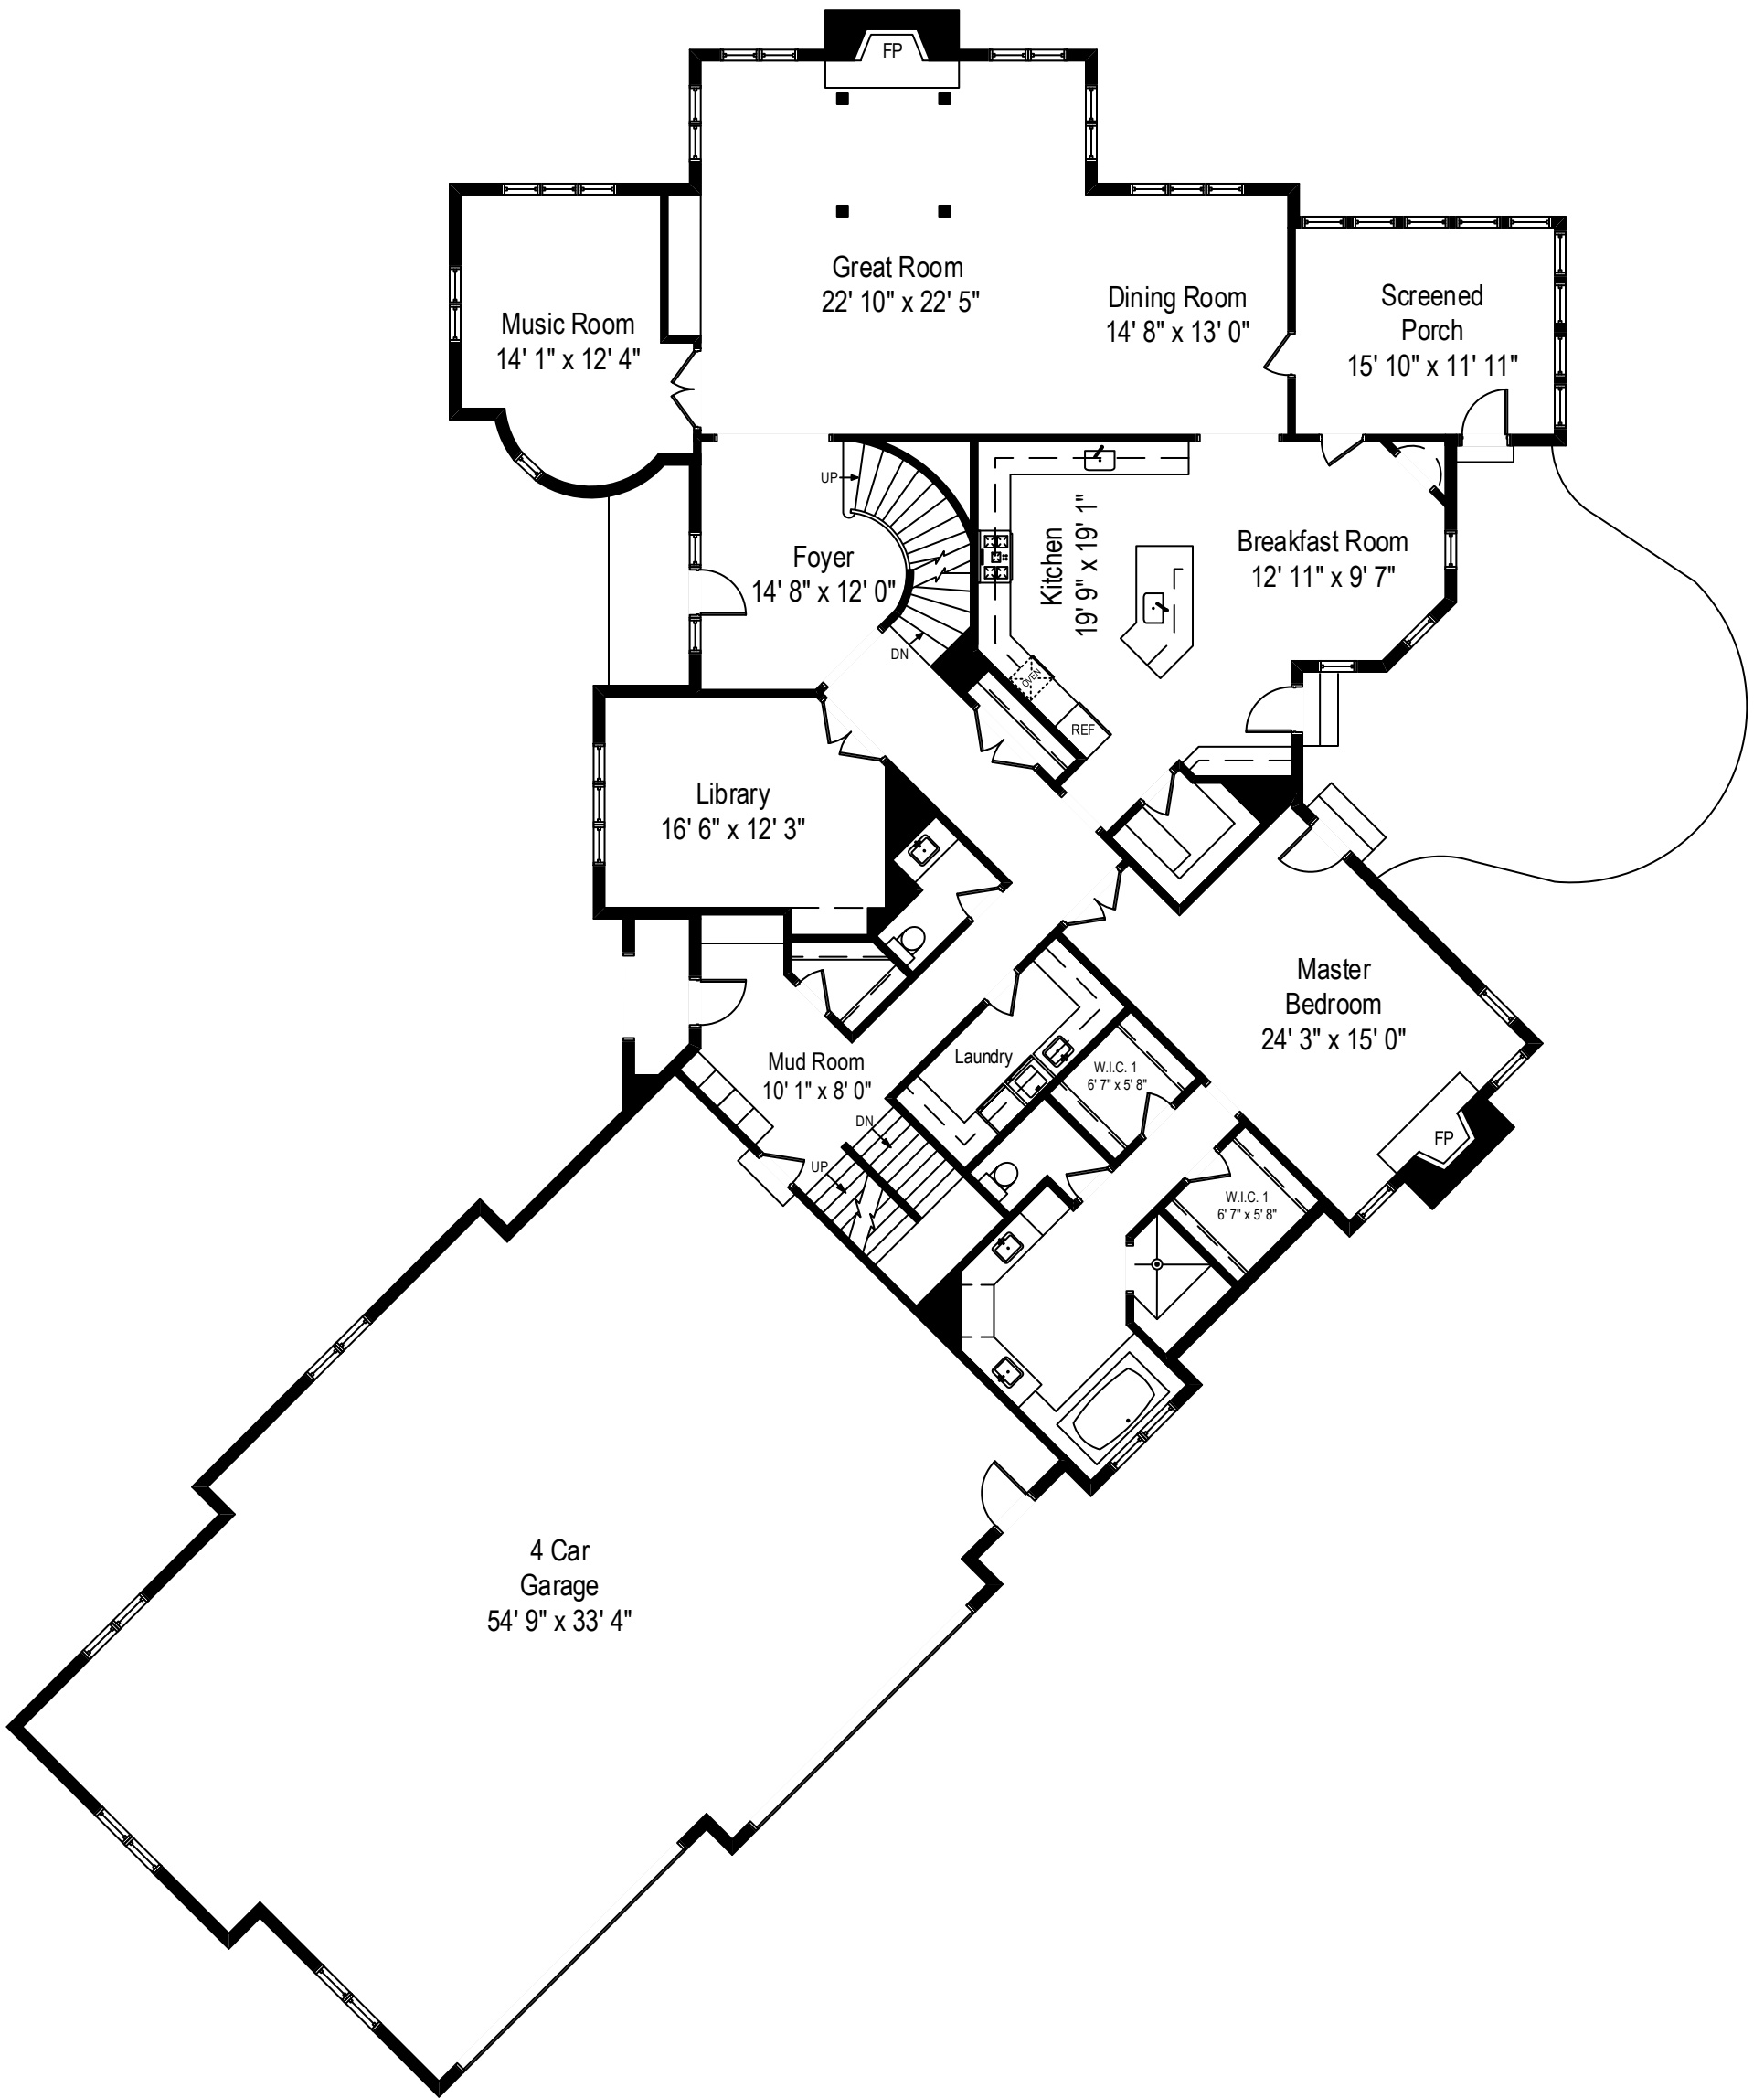 FP
Great Room
22' 10" x 22' 5"
Dining Room
14' 8" x 13' 0"
Screened
Porch
15' 10" x 11' 11"
Music Room
14' 1" x 12' 4"
UP
Foyer
14' 8" x 12' 0"
DN
Kitchen
19' 9" x 19' 1"
Breakfast Room
12' 11" x 9' 7"
OVEN
REF
Library
16' 6" x 12' 3"
Master
Bedroom
24' 3" x 15' 0"
FP
Mud Room
10' 1" x 8' 0"
Laundry
W.I.C. 1
6' 7" x 5' 8"
DN
UP
W.I.C. 1
6' 7" x 5' 8"
4 Car
Garage
54' 9" x 33' 4"